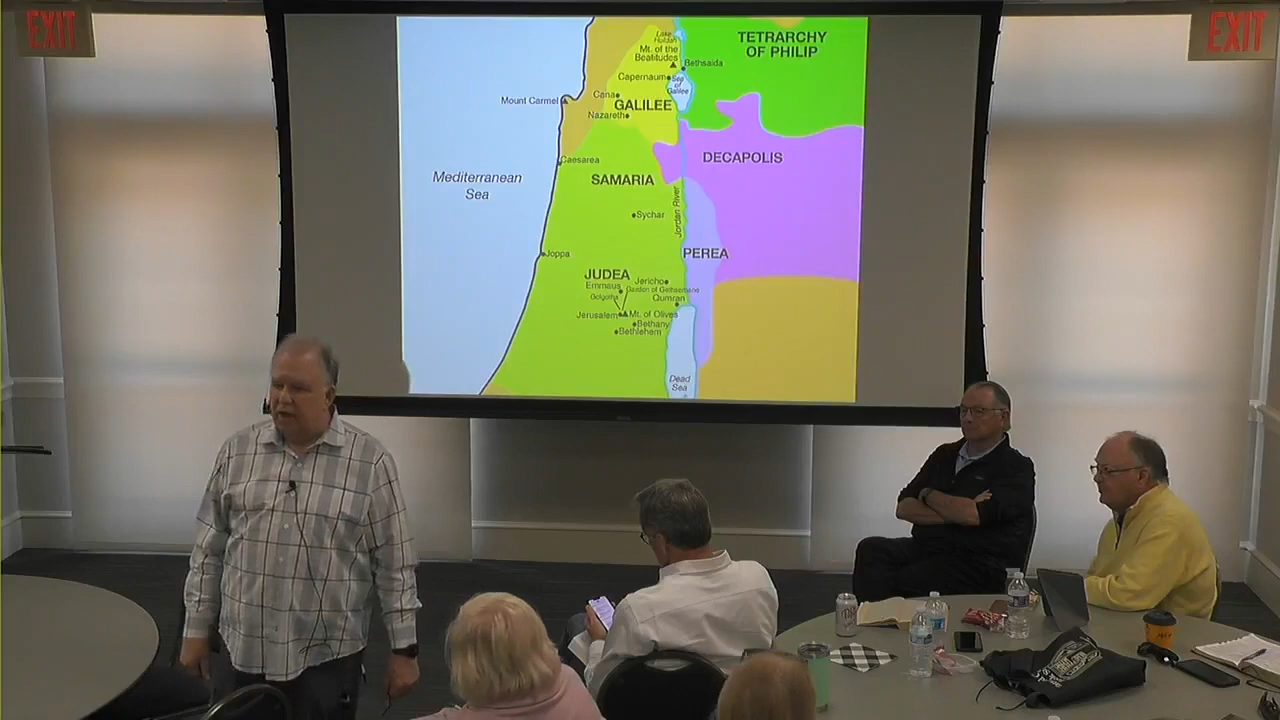 EXIT
EXIT
TETRARCHY
OF PHILIP
Lake
Mt. of the
Beatitudes
Bethsaida
Capernaum
Sea
of
Galilee
Cana
Mount Carmel
GALILEE
Nazareth
DECAPOLIS
Caesarea
Mediterranean
Sea
SAMARIA
Jordan River
Sychar
Joppa
PEREA
JUDEA
Jericho
Emmaus
Garden of Gethsemane
Golgotha
Qumran
Jerusalem
Mt. of Olives
Bethany
Bethlehem
Dead
Sea